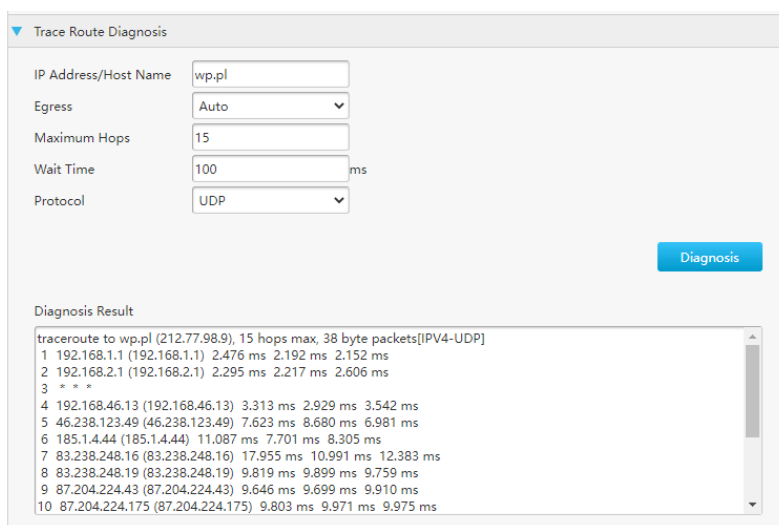 Trace Route Diagnosis
IP Address/Host Name wp.pl
Egress Auto
Maximum Hops 15
Wait Time 100 ms
Protocol UDP
Diagnosis
Diagnosis Result
traceroute to wp.pl (212.77.98.9), 15 hops max, 38 byte packets[IPV4-UDP]
1 192.168.1.1 (192.168.1.1) 2.476 ms 2.192 ms 2.152 ms
2 192.168.2.1 (192.168.2.1) 2.295 ms 2.217 ms 2.606 ms
3 * * *
4 192.168.46.13 (192.168.46.13) 3.313 ms 2.929 ms 3.542 ms
5 46.238.123.49 (46.238.123.49) 7.623 ms 8.680 ms 6.981 ms
6 185.1.4.44 (185.1.4.44) 11.087 ms 7.701 ms 8.305 ms
7 83.238.248.16 (83.238.248.16) 17.955 ms 10.991 ms 12.383 ms
8 83.238.248.19 (83.238.248.19) 9.819 ms 9.899 ms 9.759 ms
9 87.204.224.43 (87.204.224.43) 9.646 ms 9.699 ms 9.910 ms
10 87.204.224.175 (87.204.224.175) 9.803 ms 9.971 ms 9.975 ms